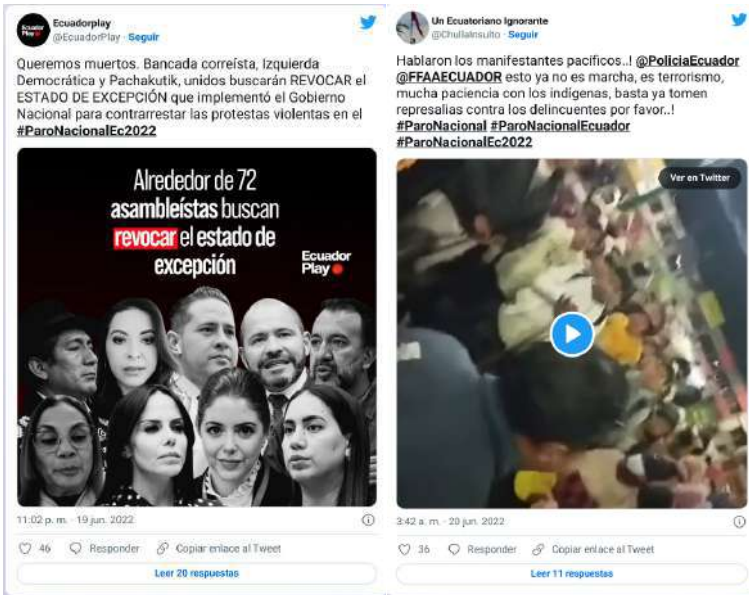 Ecuadorplay
@EcuadorPlay · Seguir
Queremos muertos. Bancada correísta, Izquierda
Democrática y Pachakutik, unidos buscarán REVOCAR el
ESTADO DE EXCEPCIÓN que implementó el Gobierno
Nacional para contrarrestar las protestas violentas en el
#ParoNacionalEc2022
Alrededor de 72
asambleístas buscan
revocar el estado de
excepción
Ecuador
Play
11:02 p. m. · 19 jun. 2022
46 Responder Copiar enlace al Tweet
Leer 20 respuestas
Un Ecuatoriano Ignorante
@ChullaInsulto · Seguir
Hablaron los manifestantes pacíficos..! @PoliciaEcuador
@FFAAECUADOR esto ya no es marcha, es terrorismo,
mucha paciencia con los indígenas, basta ya tomen
represalias contra los delincuentes por favor..!
#ParoNacional #ParoNacionalEcuador
#ParoNacionalEc2022
Ver en Twitter
3:42 a. m. · 20 jun. 2022
36 Responder Copiar enlace al Tweet
Leer 11 respuestas